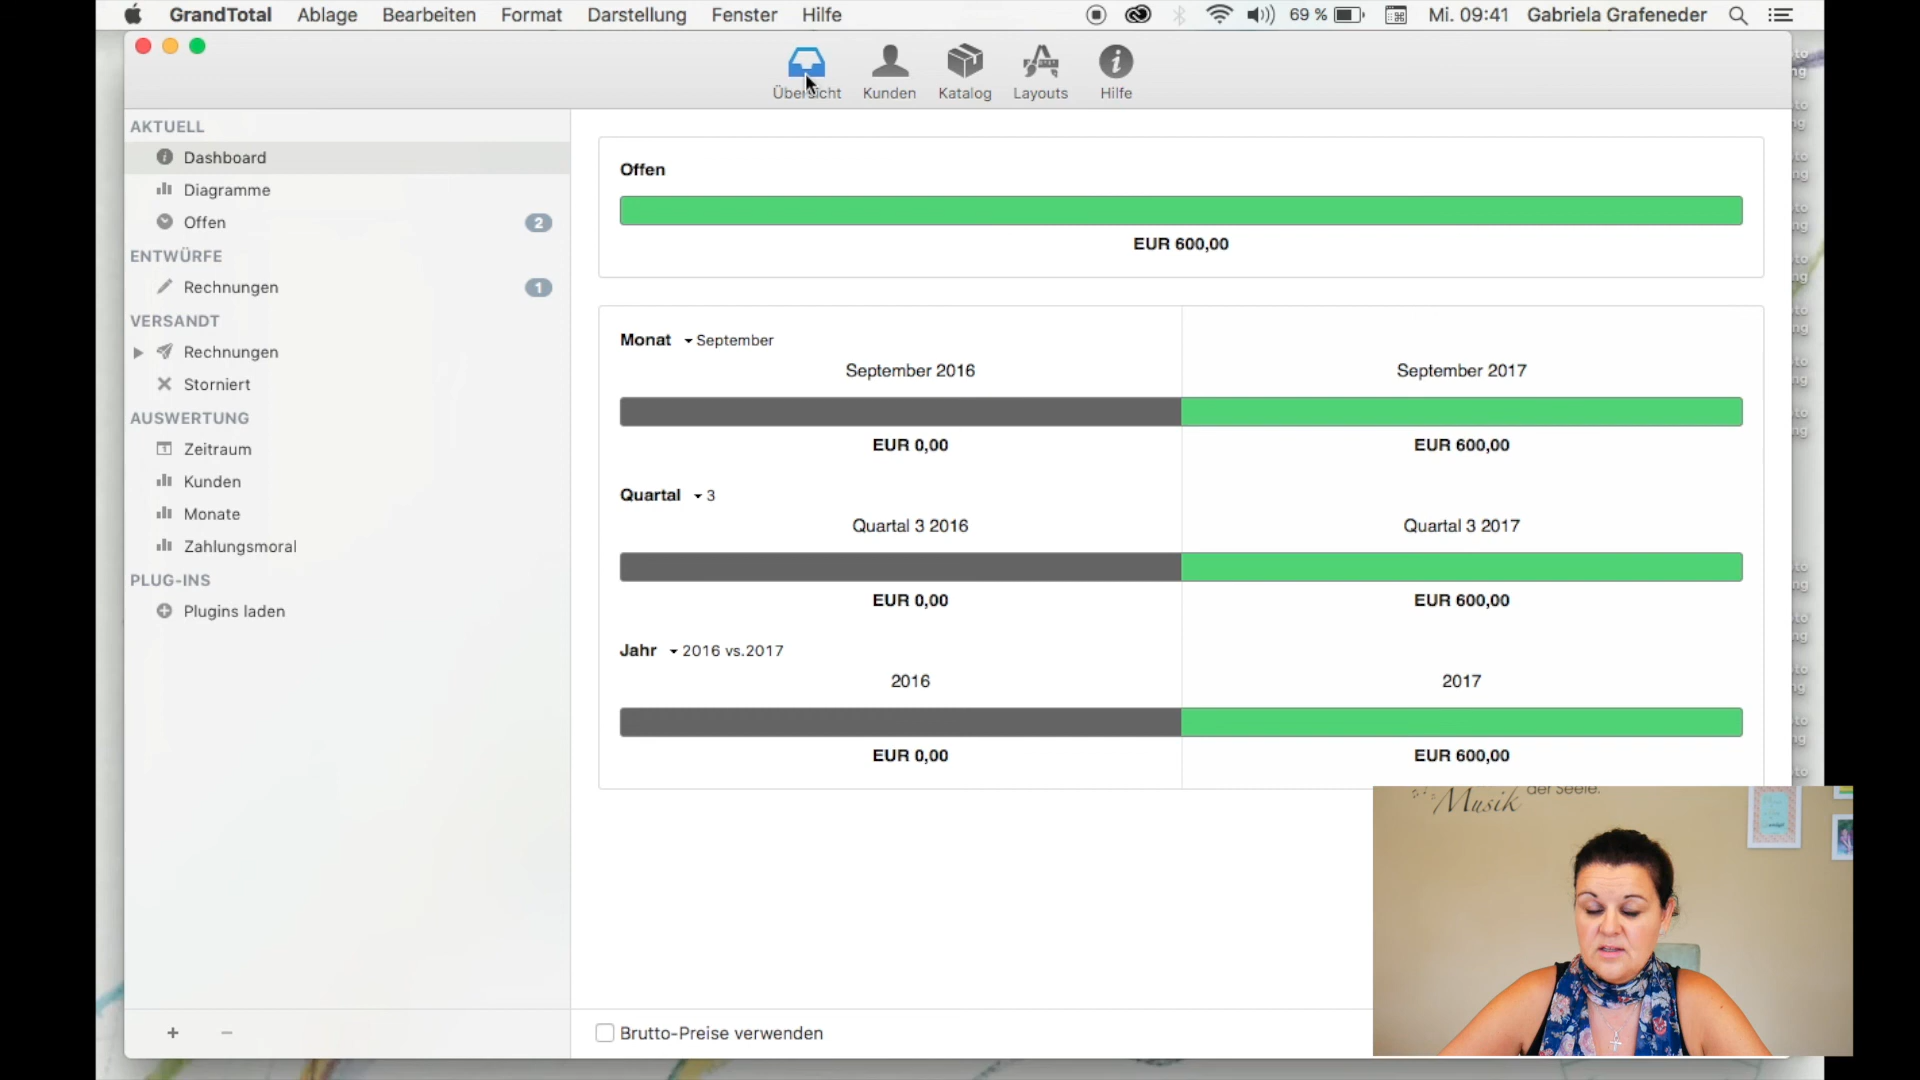 GrandTotal Ablage Bearbeiten Format Darstellung Fenster Hilfe 69 % Mi. 09:41 Gabriela Grafeneder
Übersicht Kunden Katalog Layouts Hilfe
AKTUELL
Dashboard
Diagramme
Offen 2
ENTWÜRFE
Rechnungen 1
VERSANDT
Rechnungen
Storniert
AUSWERTUNG
Zeitraum
Kunden
Monate
Zahlungsmoral
PLUG-INS
Plugins laden
+ −
Offen
EUR 600,00
Monat September
September 2016 September 2017
EUR 0,00 EUR 600,00
Quartal 3
Quartal 3 2016 Quartal 3 2017
EUR 0,00 EUR 600,00
Jahr 2016 vs.2017
2016 2017
EUR 0,00 EUR 600,00
Brutto-Preise verwenden
Musik der Seele.